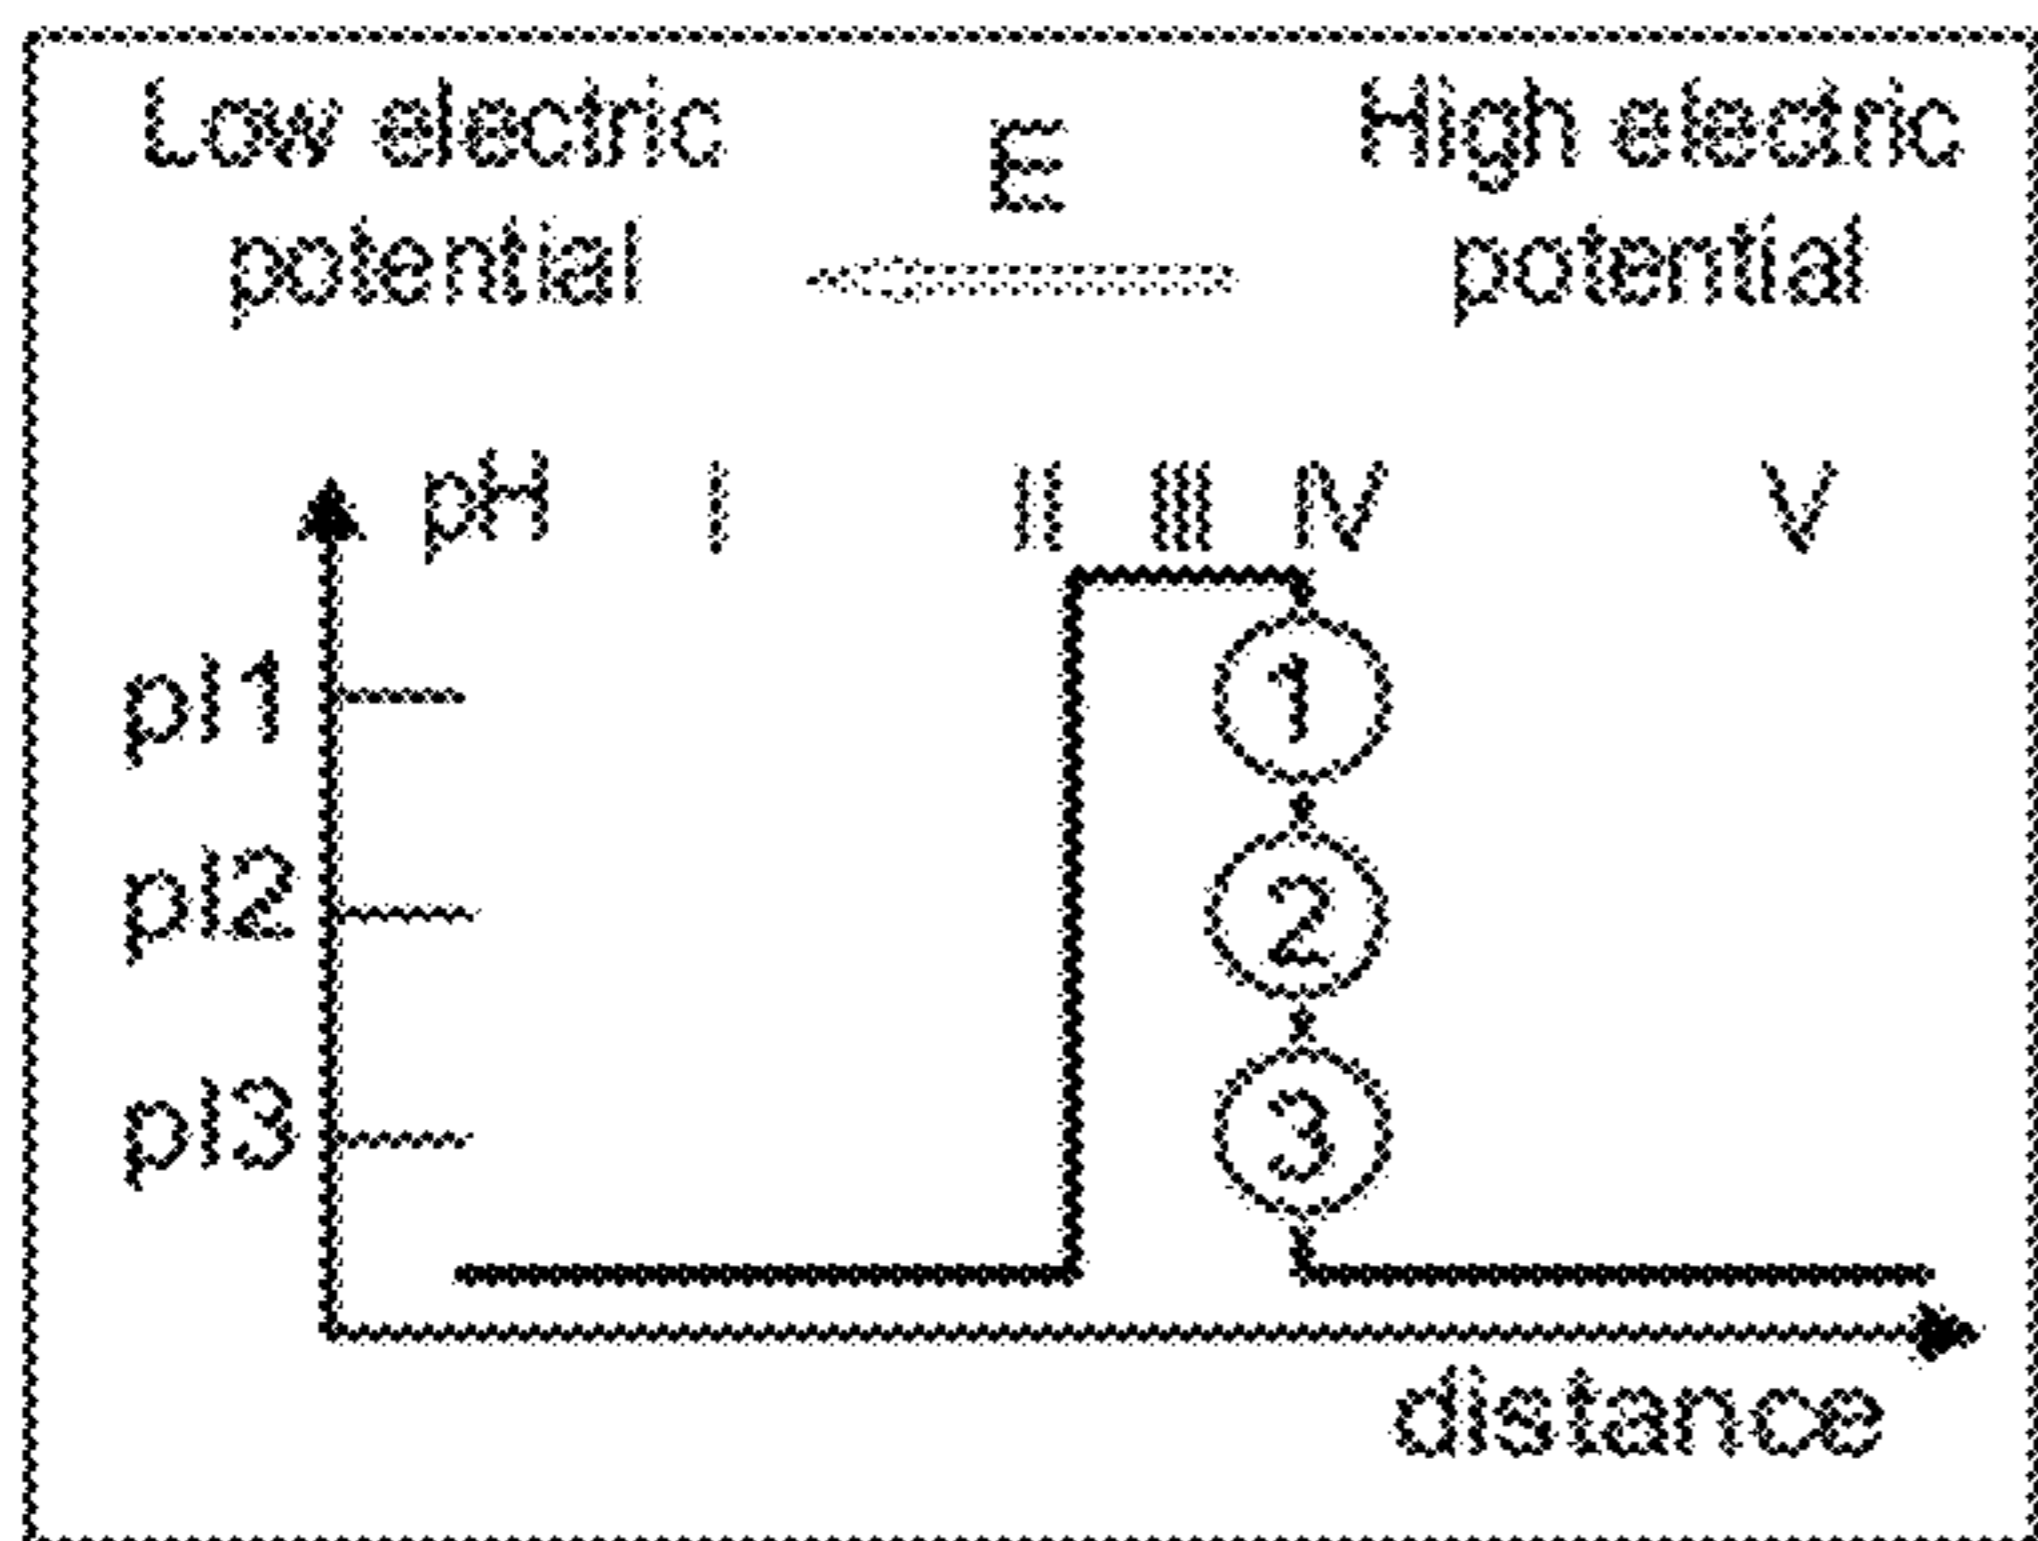 Low electric
potential
E
High electric
potential
pH
I
II
III
IV
V
pI1
1
pI2
2
pI3
3
distance